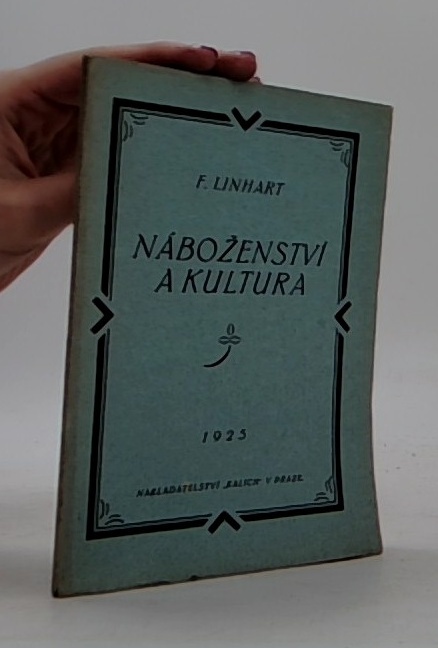 F. LINHART
NÁBOŽENSTVÍ
A KULTURA
1925
NAKLADATELSTVÍ „KALICH“ V PRAZE.